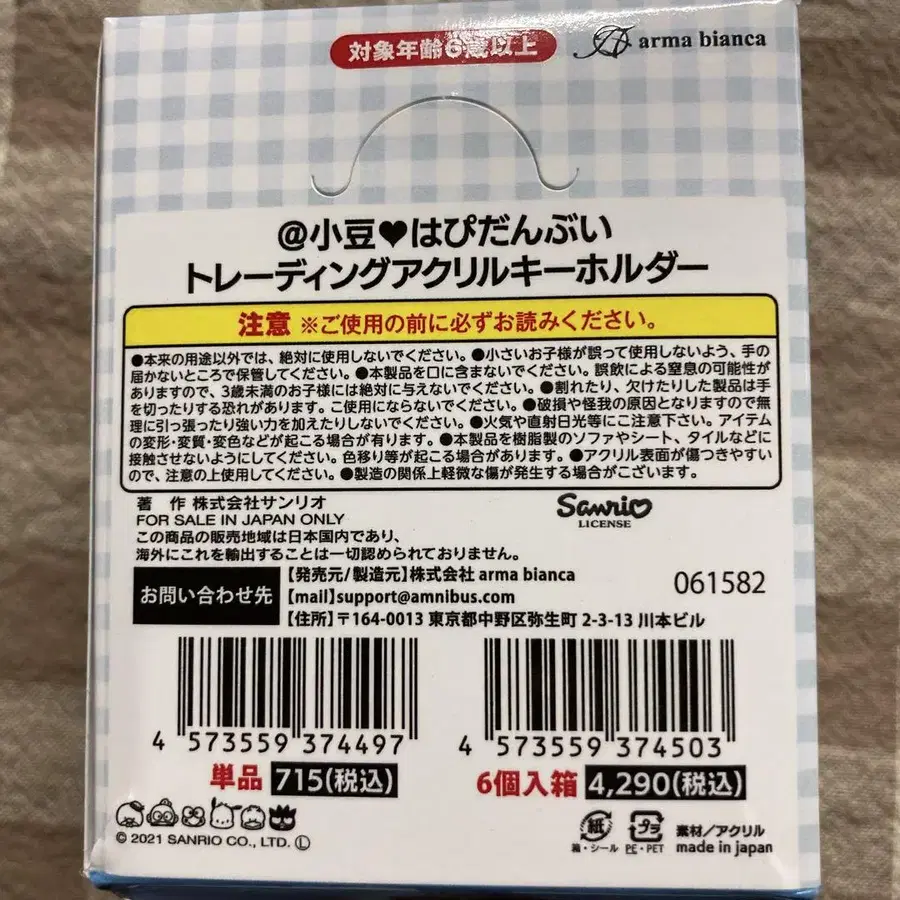 対象年齢6歳以上
arma bianca
@小豆♥はぴだんぶい
トレーディングアクリルキーホルダー
注意 ※ご使用の前に必ずお読みください。
●本来の用途以外では、絶対に使用しないでください。●小さいお子様が誤って使用しないよう、手の
届かないところで保管してください。●本製品を口に含まないでください。誤飲による窒息の可能性が
ありますので、3歳未満のお子様には絶対に与えないでください。●割れたり、欠けたりした製品は手
を切ったりする恐れがあります。ご使用にならないでください。●破損や怪我の原因となりますので無
理に引っ張ったり強い力を加えたりしないでください。●火気や直射日光等にご注意下さい。アイテム
の変形・変質・変色などが起こる場合が有ります。●本製品を樹脂製のソファやシート、タイルなどに
接触させないようにしてください。色移り等が起こる場合があります。●アクリル表面が傷つきやすい
ので、注意の上使用してください。●製造の関係上軽微な傷が発生する場合がございます。
著 作 株式会社サンリオ
FOR SALE IN JAPAN ONLY
この商品の販売地域は日本国内であり、
海外にこれを輸出することは一切認められておりません。
Sanrio
LICENSE
お問い合わせ先
【発売元/製造元】株式会社 arma bianca
【mail】support@amnibus.com
【住所】〒164-0013 東京都中野区弥生町 2-3-13 川本ビル
061582
4 573559 374497
単品 715(税込)
4 573559 374503
6個入箱 4,290(税込)
© 2021 SANRIO CO., LTD. Ⓛ
紙
箱・シール
プラ
PE・PET
素材/アクリル
made in japan